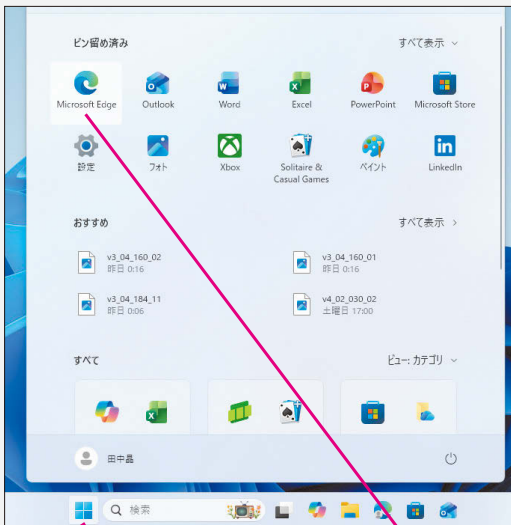 ピン留め済み
すべて表示
Microsoft Edge
Outlook
Word
Excel
PowerPoint
Microsoft Store
設定
フォト
Xbox
Solitaire &
Casual Games
ペイント
LinkedIn
おすすめ
すべて表示
v3_04_160_02
昨日 0:16
v3_04_160_01
昨日 0:16
v3_04_184_11
昨日 0:06
v4_02_030_02
土曜日 17:00
すべて
ビュー: カテゴリ
田中晶
検索